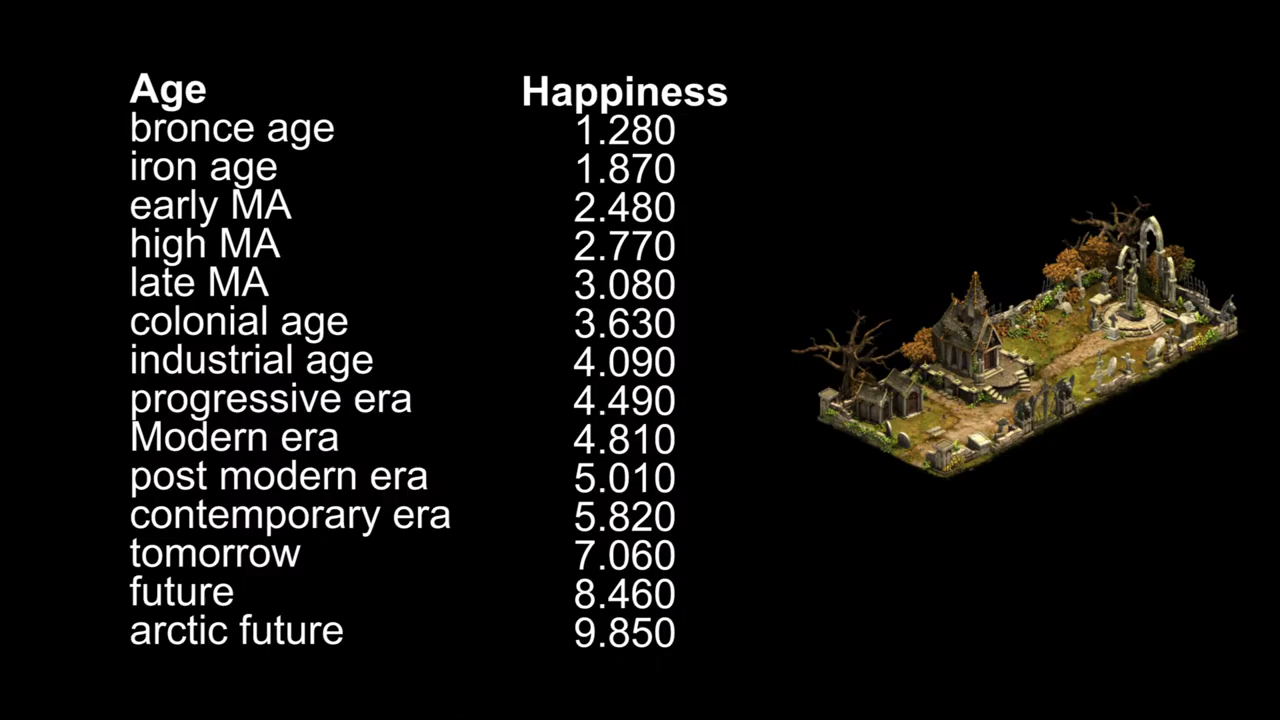 Age Happiness
bronce age 1.280
iron age 1.870
early MA 2.480
high MA 2.770
late MA 3.080
colonial age 3.630
industrial age 4.090
progressive era 4.490
Modern era 4.810
post modern era 5.010
contemporary era 5.820
tomorrow 7.060
future 8.460
arctic future 9.850